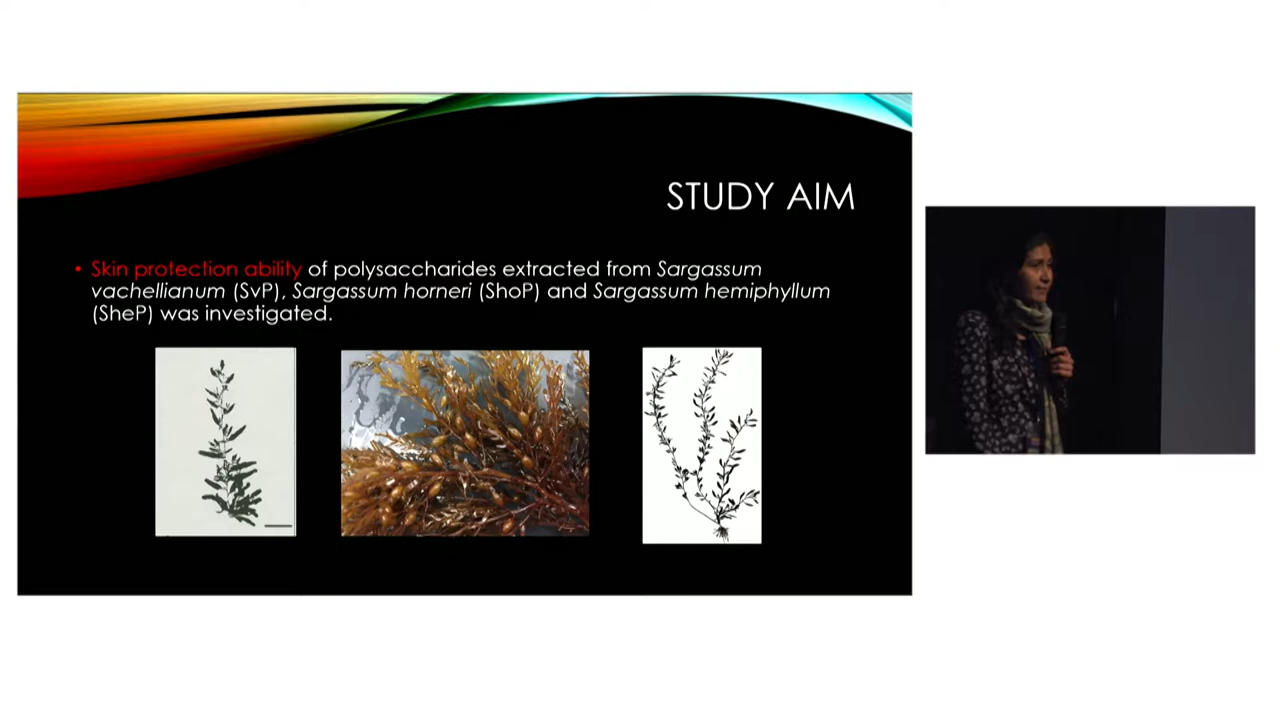 STUDY AIM
• Skin protection ability of polysaccharides extracted from Sargassum
vachellianum (SvP), Sargassum horneri (ShoP) and Sargassum hemiphyllum
(SheP) was investigated.